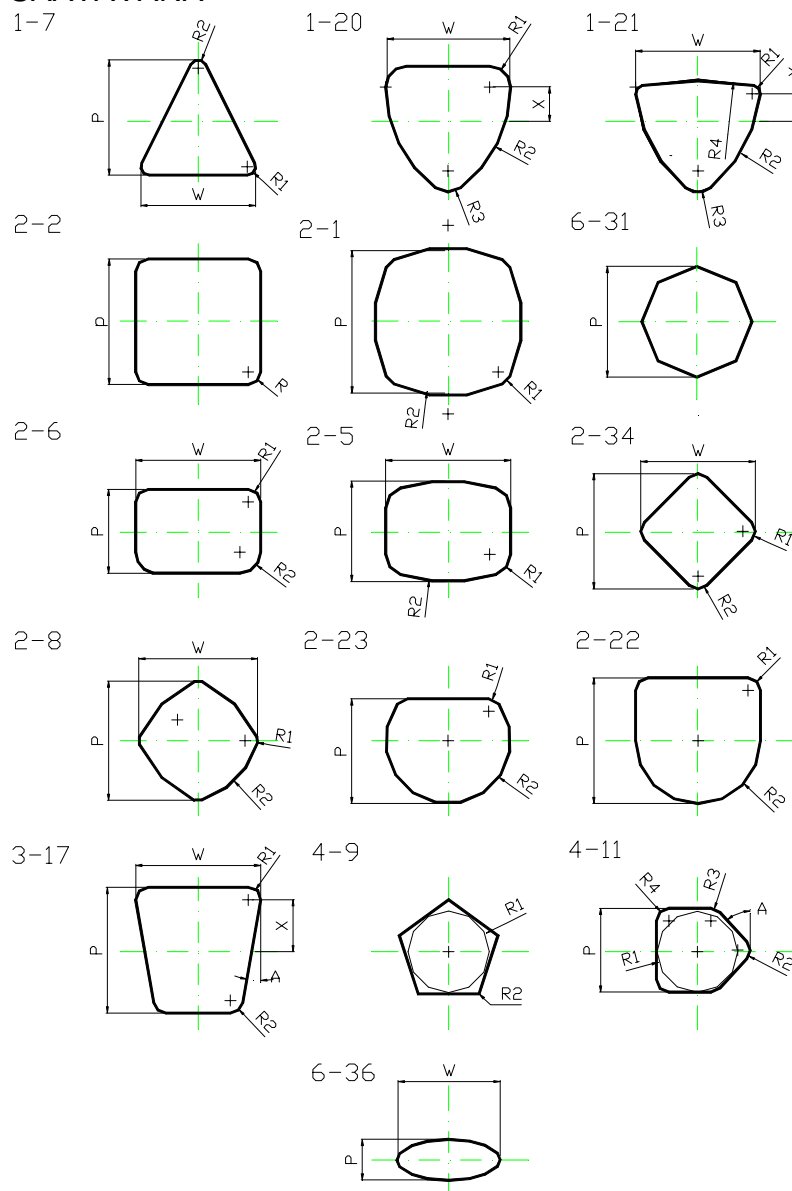 1-7 1-20 1-21
R2 W R1 W R1
P X R4 R2
W R1 R2 R3 R3
2-2 2-1 6-31
P R P R1 R2 P
2-6 2-5 2-34
W R1 W W
P R2 P R1 R2 P R1 R2
2-8 2-23 2-22
W R1 R1
P R1 R2 P R2 P R2
3-17 4-9 4-11
W R1 R1 R4 R3 A
P X A R2 R2 P R1 R2
6-36
W
P